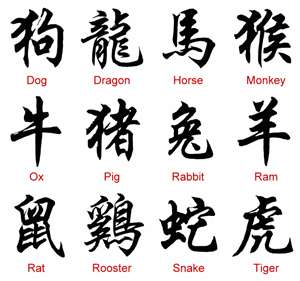 狗 龍 馬 猴
Dog Dragon Horse Monkey
牛 猪 兔 羊
Ox Pig Rabbit Ram
鼠 鷄 蛇 虎
Rat Rooster Snake Tiger